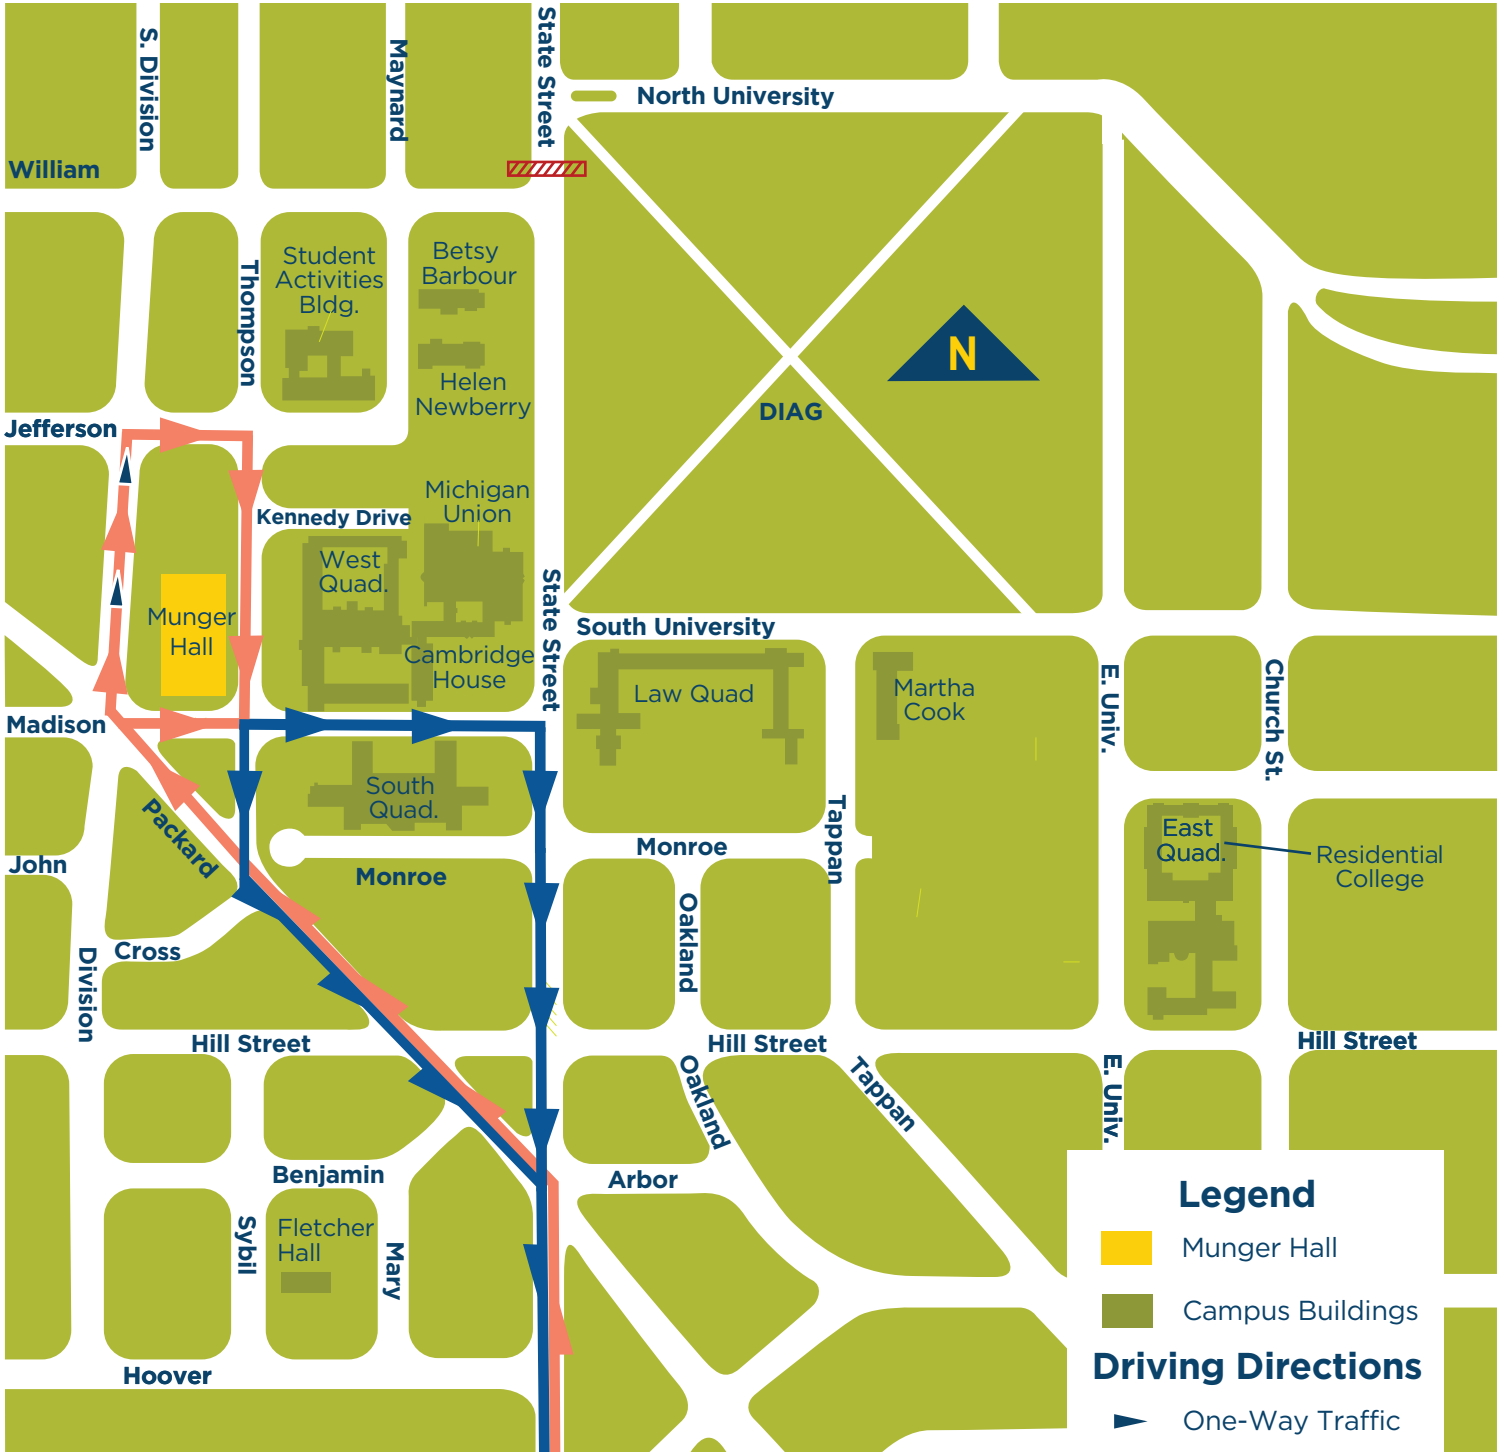 S. Division
Maynard
State Street
North University
William
Thompson
Student
Activities
Bldg.
Betsy
Barbour
Helen
Newberry
N
DIAG
Jefferson
Michigan
Union
Kennedy Drive
West
Quad.
Munger
Hall
Cambridge
House
State Street
South University
Law Quad
Martha
Cook
E. Univ.
Church St.
Madison
South
Quad.
Packard
Tappan
Monroe
Monroe
John
East
Quad.
Residential
College
Oakland
Cross
Division
Hill Street
Hill Street
Hill Street
Oakland
Tappan
E. Univ.
Benjamin
Arbor
Sybil
Fletcher
Hall
Mary
Hoover
Legend
Munger Hall
Campus Buildings
Driving Directions
One-Way Traffic